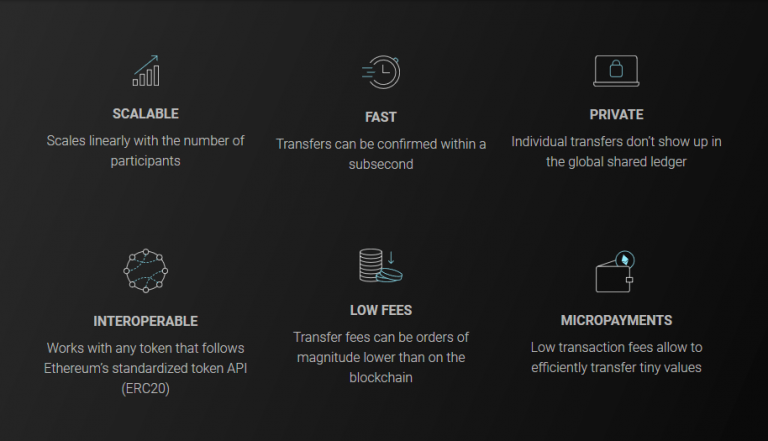 SCALABLE
Scales linearly with the number of
participants
FAST
Transfers can be confirmed within a
subsecond
PRIVATE
Individual transfers don't show up in
the global shared ledger
INTEROPERABLE
Works with any token that follows
Ethereum's standardized token API
(ERC20)
LOW FEES
Transfer fees can be orders of
magnitude lower than on the
blockchain
MICROPAYMENTS
Low transaction fees allow to
efficiently transfer tiny values